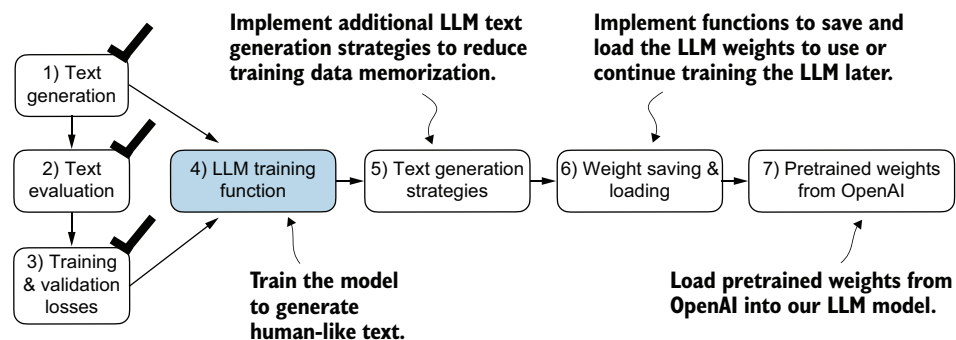 Implement additional LLM text
generation strategies to reduce
training data memorization.
Implement functions to save and
load the LLM weights to use or
continue training the LLM later.
1) Text
generation
2) Text
evaluation
3) Training
& validation
losses
4) LLM training
function
5) Text generation
strategies
6) Weight saving &
loading
7) Pretrained weights
from OpenAI
Train the model
to generate
human-like text.
Load pretrained weights from
OpenAI into our LLM model.